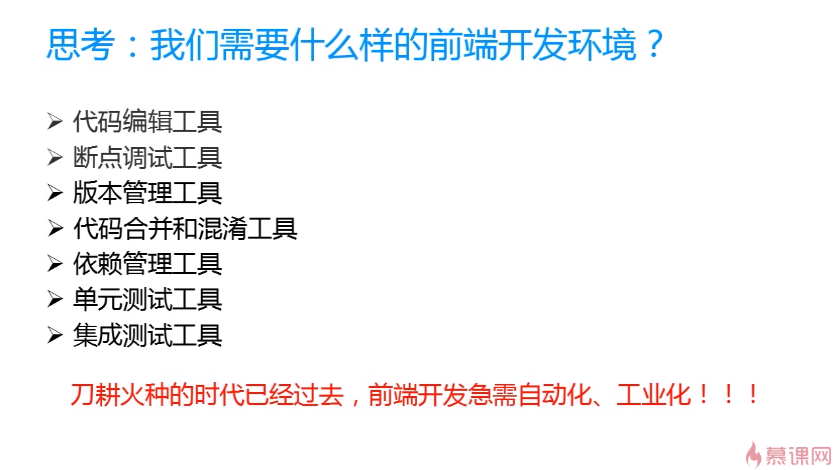 思考：我们需要什么样的前端开发环境？
➢ 代码编辑工具
➢ 断点调试工具
➢ 版本管理工具
➢ 代码合并和混淆工具
➢ 依赖管理工具
➢ 单元测试工具
➢ 集成测试工具
刀耕火种的时代已经过去，前端开发急需自动化、工业化！！！
慕课网